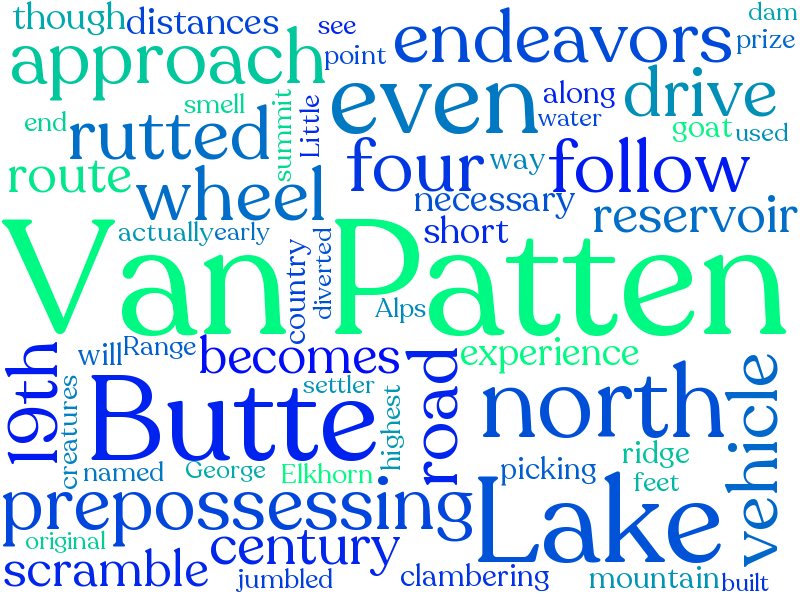 though
distances
see
dam
point
prize
approach
endeavors
even
drive
along
smell
summit
Little
water
end
rutted
goat
used
four
way
follow
route
wheel
necessary
reservoir
short
actually
early
Van Patten
country
diverted
Alps
19th
will
Range
becomes
road
experience
vehicle
Butte
settler
highest
north
creatures
named
George
Elkhorn
picking
ridge
feet
prepossessing
Lake
original
century
scramble
jumbled
clambering
mountain
built